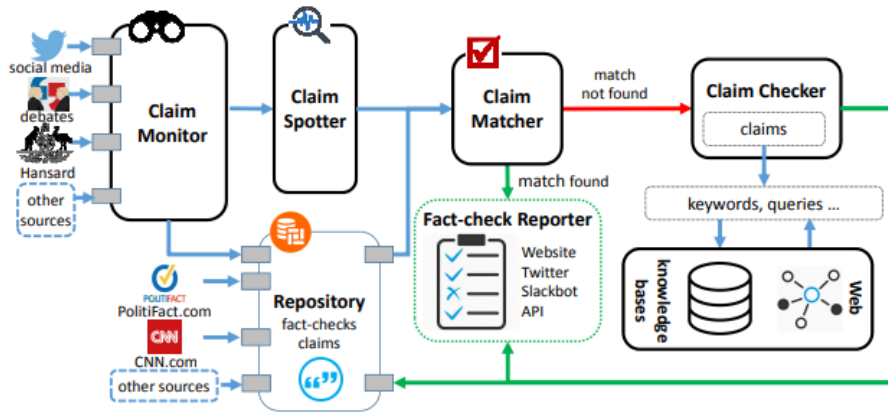 social media
debates
Hansard
other
sources
Claim
Monitor
Claim
Spotter
Claim
Matcher
match
not found
Claim Checker
claims
match found
keywords, queries ...
Fact-check Reporter
Website
Twitter
Slackbot
API
knowledge
bases
Web
POLITIFACT
PolitiFact.com
CNN
CNN.com
other sources
Repository
fact-checks
claims